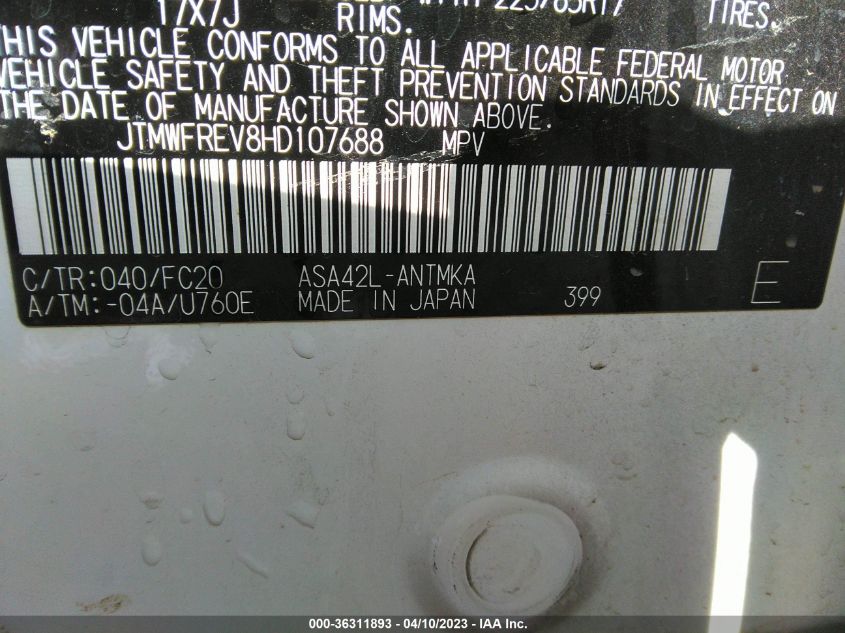 17X7J RIMS. 225/65R17 TIRES.
THIS VEHICLE CONFORMS TO ALL APPLICABLE FEDERAL MOTOR
VEHICLE SAFETY AND THEFT PREVENTION STANDARDS IN EFFECT ON
THE DATE OF MANUFACTURE SHOWN ABOVE.
JTMWFREV8HD107688 MPV
C/TR:040/FC20 ASA42L-ANTMKA
A/TM:-04A/U760E MADE IN JAPAN 399 E
000-36311893 - 04/10/2023 - IAA Inc.